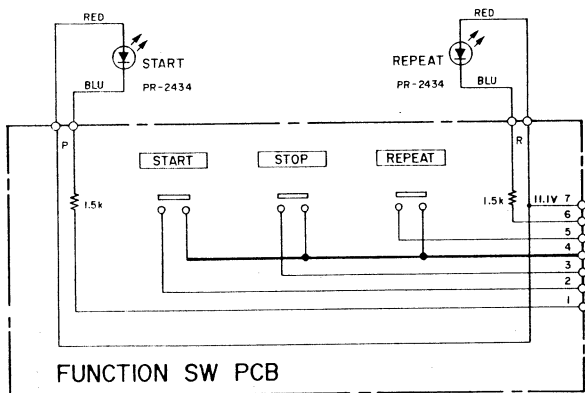 RED
START
BLU
PR-2434
RED
REPEAT
BLU
PR-2434
P
R
START
STOP
REPEAT
1.5k
1.5k
11.1V 7
6
5
4
3
2
1
FUNCTION SW PCB